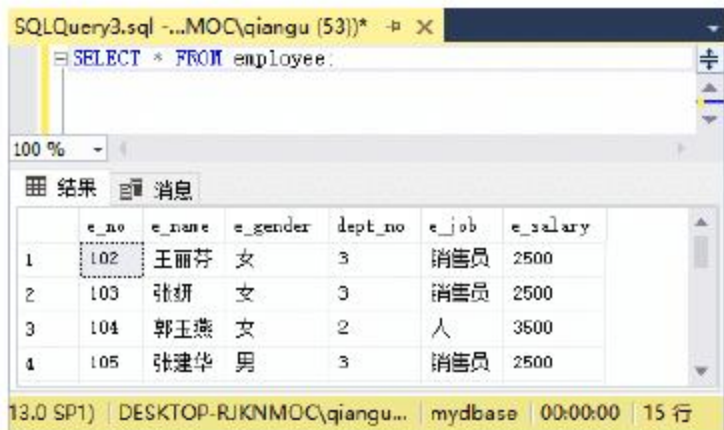 SQLQuery3.sql -...MOC\qiangu (53))*
SELECT * FROM employee;
100 %
结果 消息
e_no e_name e_gender dept_no e_job e_salary
1 102 王丽芬 女 3 销售员 2500
2 103 张妍 女 3 销售员 2500
3 104 郭玉燕 女 2 人 3500
4 105 张建华 男 3 销售员 2500
13.0 SP1) DESKTOP-RJKNMOC\qiangu... mydbase 00:00:00 15 行